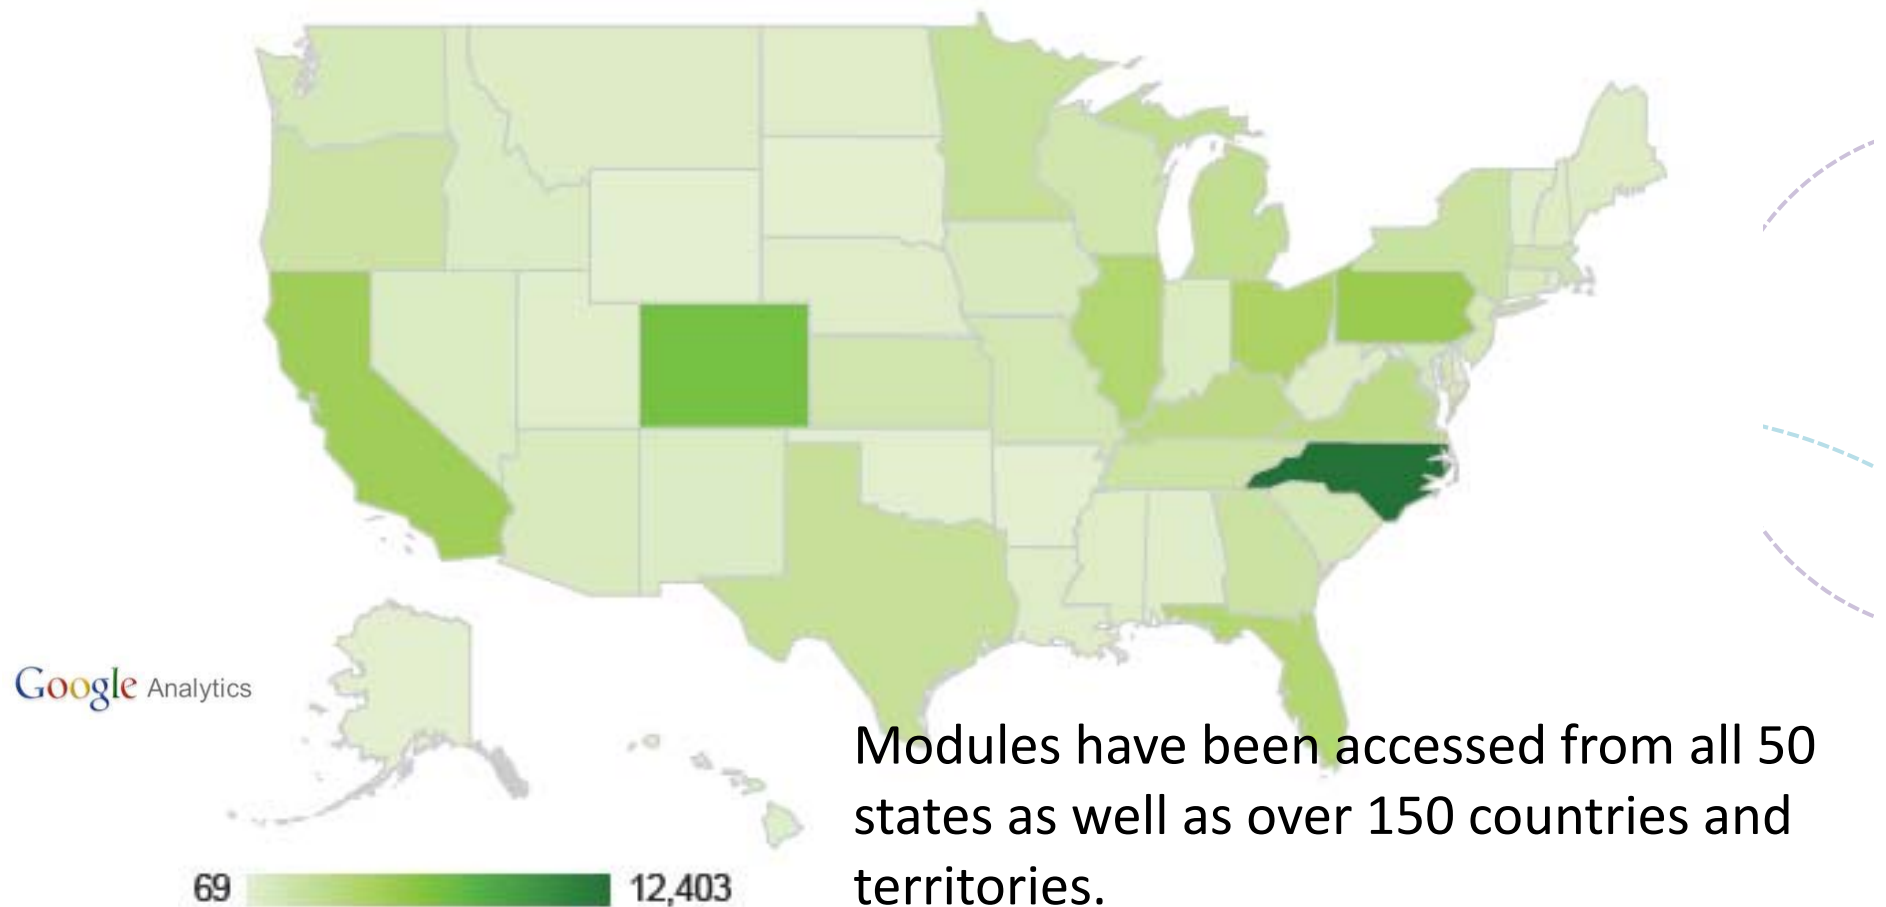 Google Analytics
Modules have been accessed from all 50
states as well as over 150 countries and
territories.
69
12,403